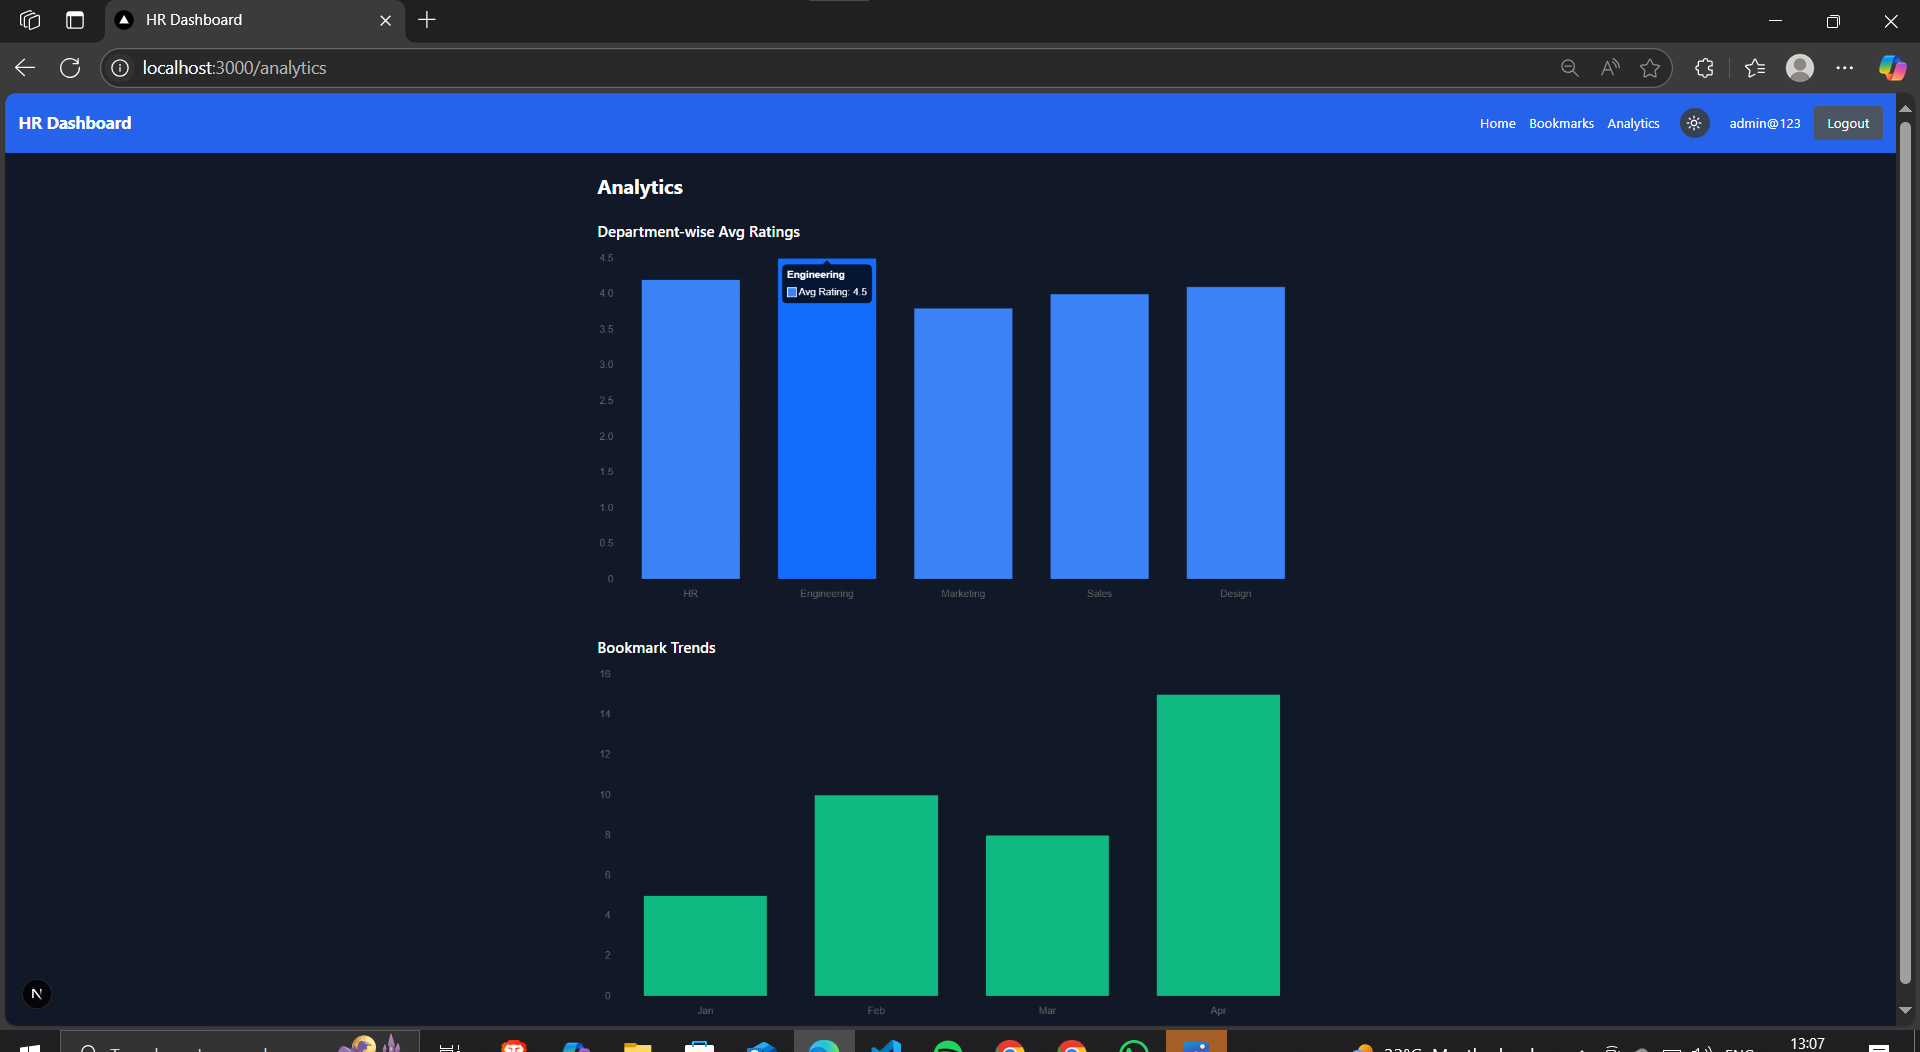 HR Dashboard
localhost:3000/analytics
HR Dashboard
Home Bookmarks Analytics admin@123 Logout
Analytics
Department-wise Avg Ratings
4.5
4.0
3.5
3.0
2.5
2.0
1.5
1.0
0.5
0
Engineering
Avg Rating: 4.5
HR Engineering Marketing Sales Design
Bookmark Trends
16
14
12
10
8
6
4
2
0
Jan Feb Mar Apr
N
13:07